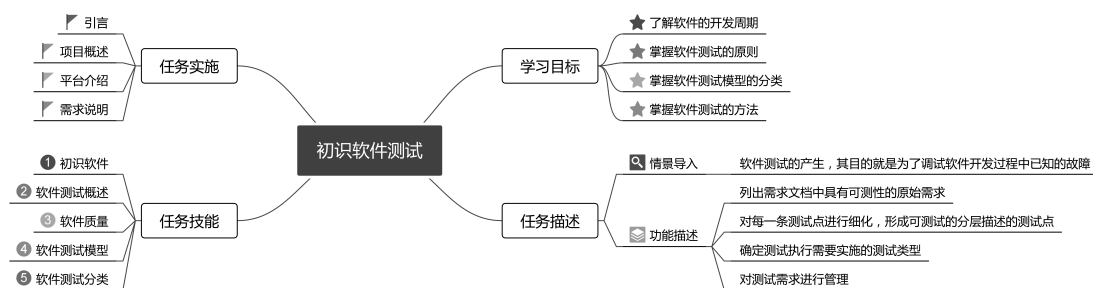 初识软件测试
学习目标
了解软件的开发周期
掌握软件测试的原则
掌握软件测试模型的分类
掌握软件测试的方法
任务描述
情景导入
软件测试的产生，其目的就是为了调试软件开发过程中已知的故障
功能描述
列出需求文档中具有可测性的原始需求
对每一条测试点进行细化，形成可测试的分层描述的测试点
确定测试执行需要实施的测试类型
对测试需求进行管理
任务技能
1 初识软件
2 软件测试概述
3 软件质量
4 软件测试模型
5 软件测试分类
任务实施
引言
项目概述
平台介绍
需求说明